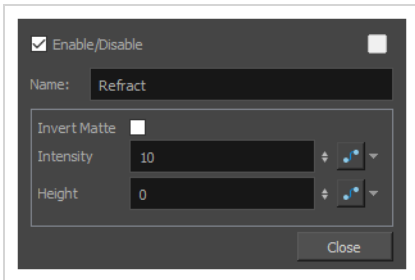 Enable/Disable
Name: Refract
Invert Matte
Intensity 10
Height 0
Close